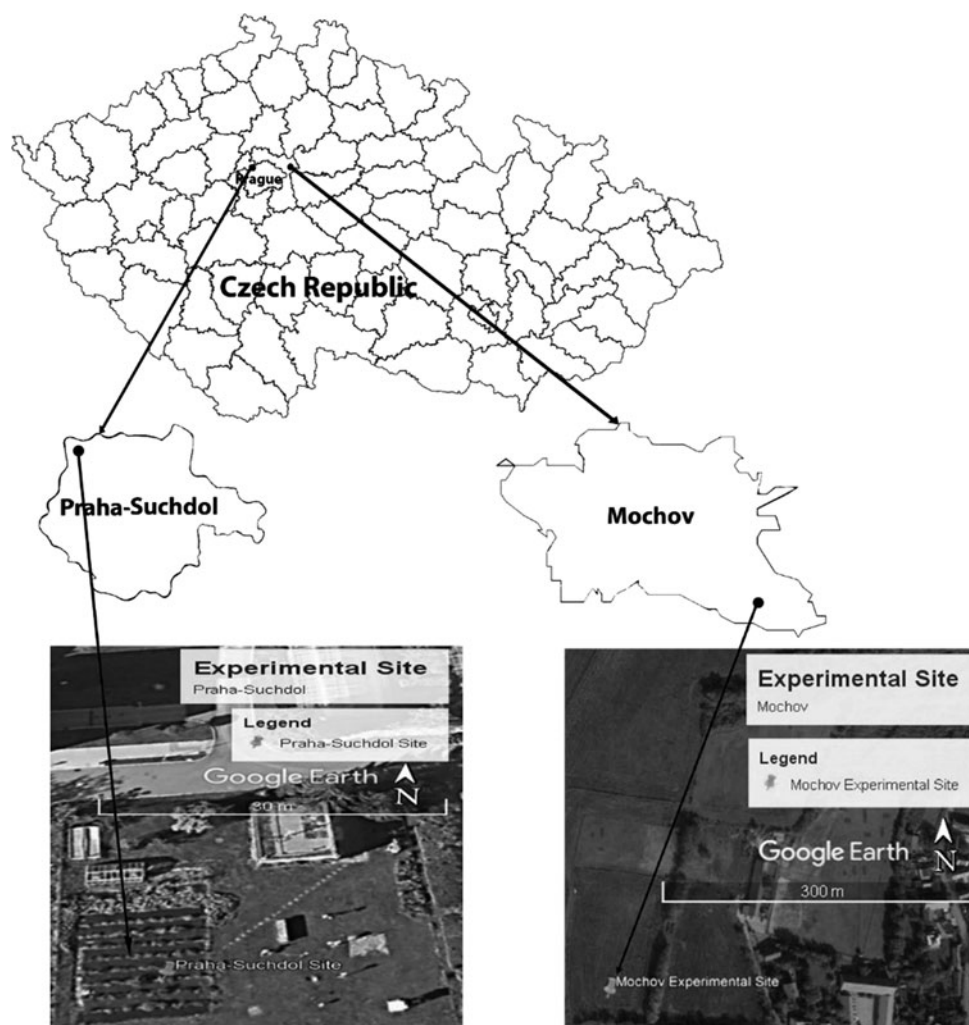 Prague
Czech Republic
Praha-Suchdol
Mochov
Experimental Site
Praha-Suchdol
Legend
Praha-Suchdol Site
Google Earth
N
30 m
Praha-Suchdol Site
Experimental Site
Mochov
Legend
Mochov Experimental Site
Google Earth
N
300 m
Mochov Experimental Site